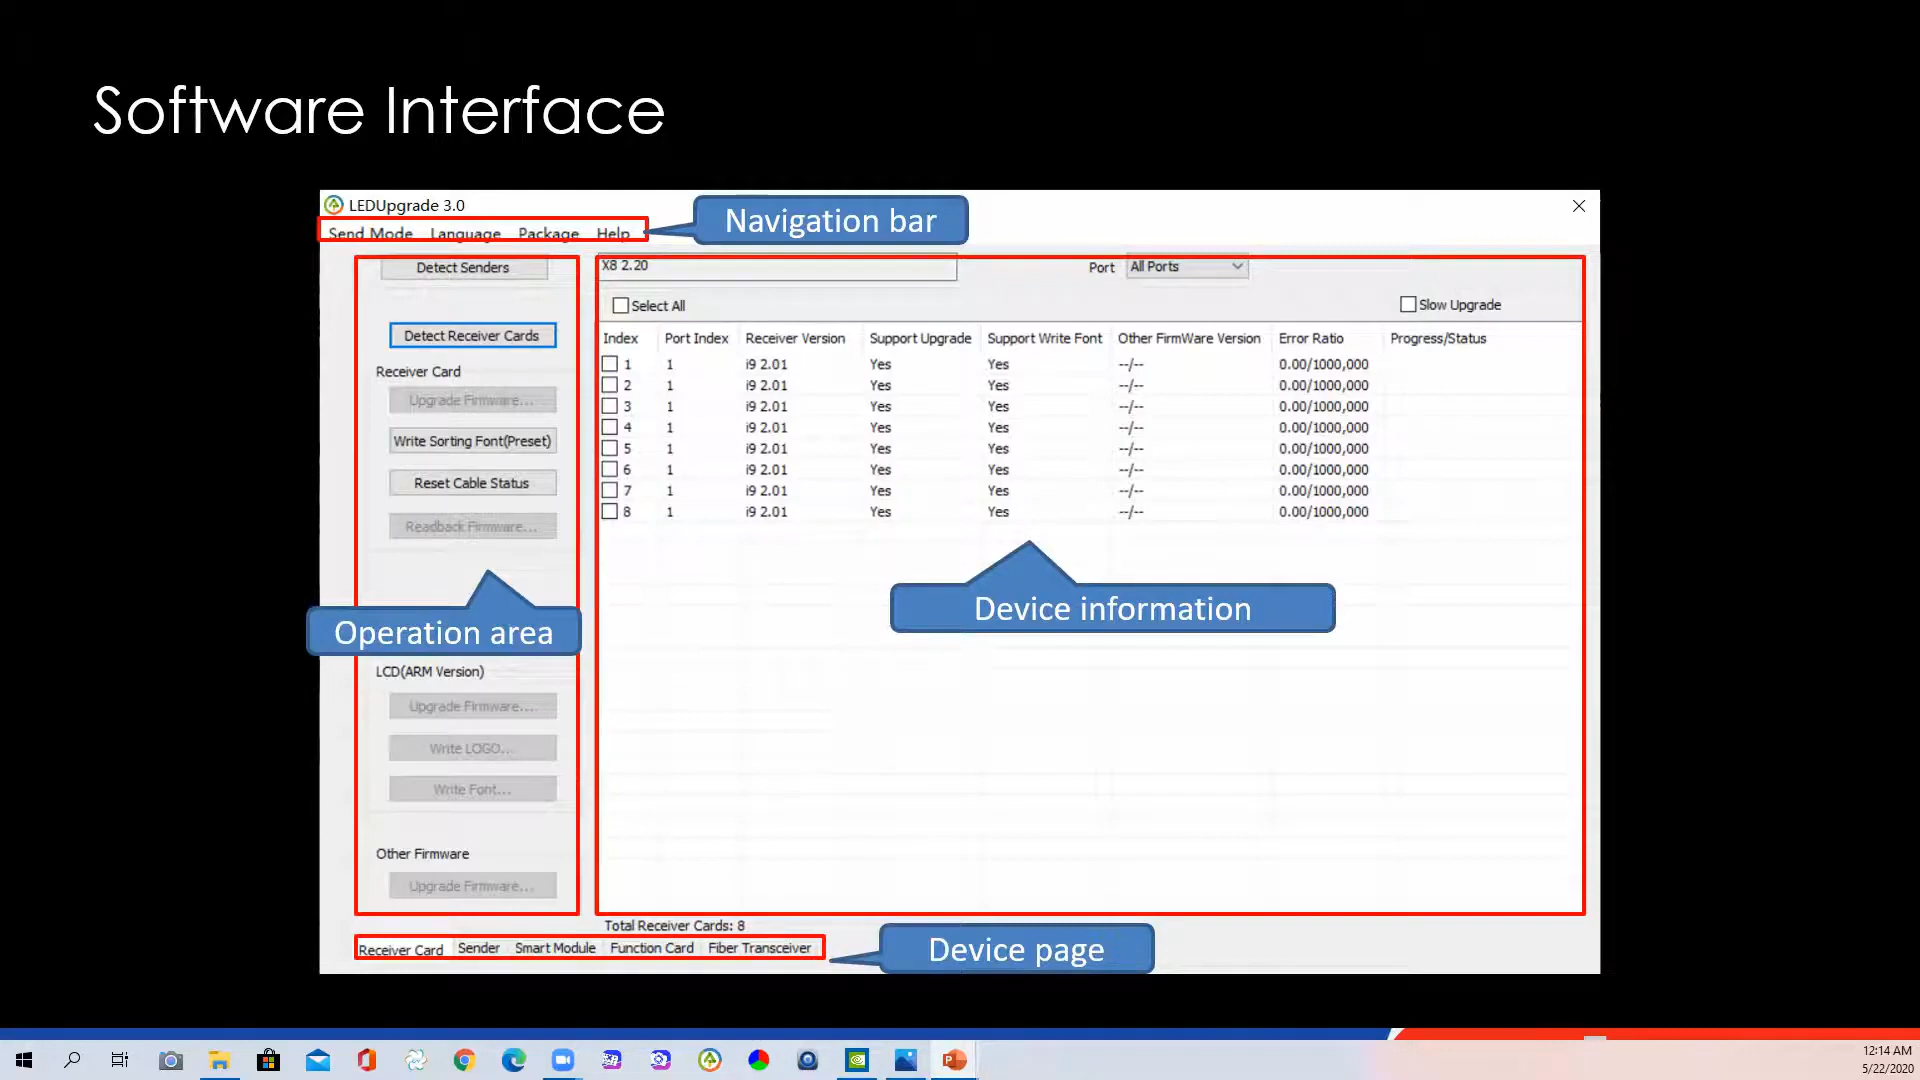 Software Interface
LEDUpgrade 3.0
Send Mode Language Package Help
Navigation bar
Detect Senders
X8 2.20
Port All Ports
Select All
Slow Upgrade
Detect Receiver Cards
Index Port Index Receiver Version Support Upgrade Support Write Font Other FirmWare Version Error Ratio Progress/Status
1 1 i9 2.01 Yes Yes --/-- 0.00/1000,000
2 1 i9 2.01 Yes Yes --/-- 0.00/1000,000
3 1 i9 2.01 Yes Yes --/-- 0.00/1000,000
4 1 i9 2.01 Yes Yes --/-- 0.00/1000,000
5 1 i9 2.01 Yes Yes --/-- 0.00/1000,000
6 1 i9 2.01 Yes Yes --/-- 0.00/1000,000
7 1 i9 2.01 Yes Yes --/-- 0.00/1000,000
8 1 i9 2.01 Yes Yes --/-- 0.00/1000,000
Receiver Card
Upgrade Firmware...
Write Sorting Font(Preset)
Reset Cable Status
Readback Firmware...
Device information
Operation area
LCD(ARM Version)
Upgrade Firmware...
Write LOGO...
Write Font...
Other Firmware
Upgrade Firmware...
Total Receiver Cards: 8
Receiver Card Sender Smart Module Function Card Fiber Transceiver
Device page
12:14 AM
5/22/2020